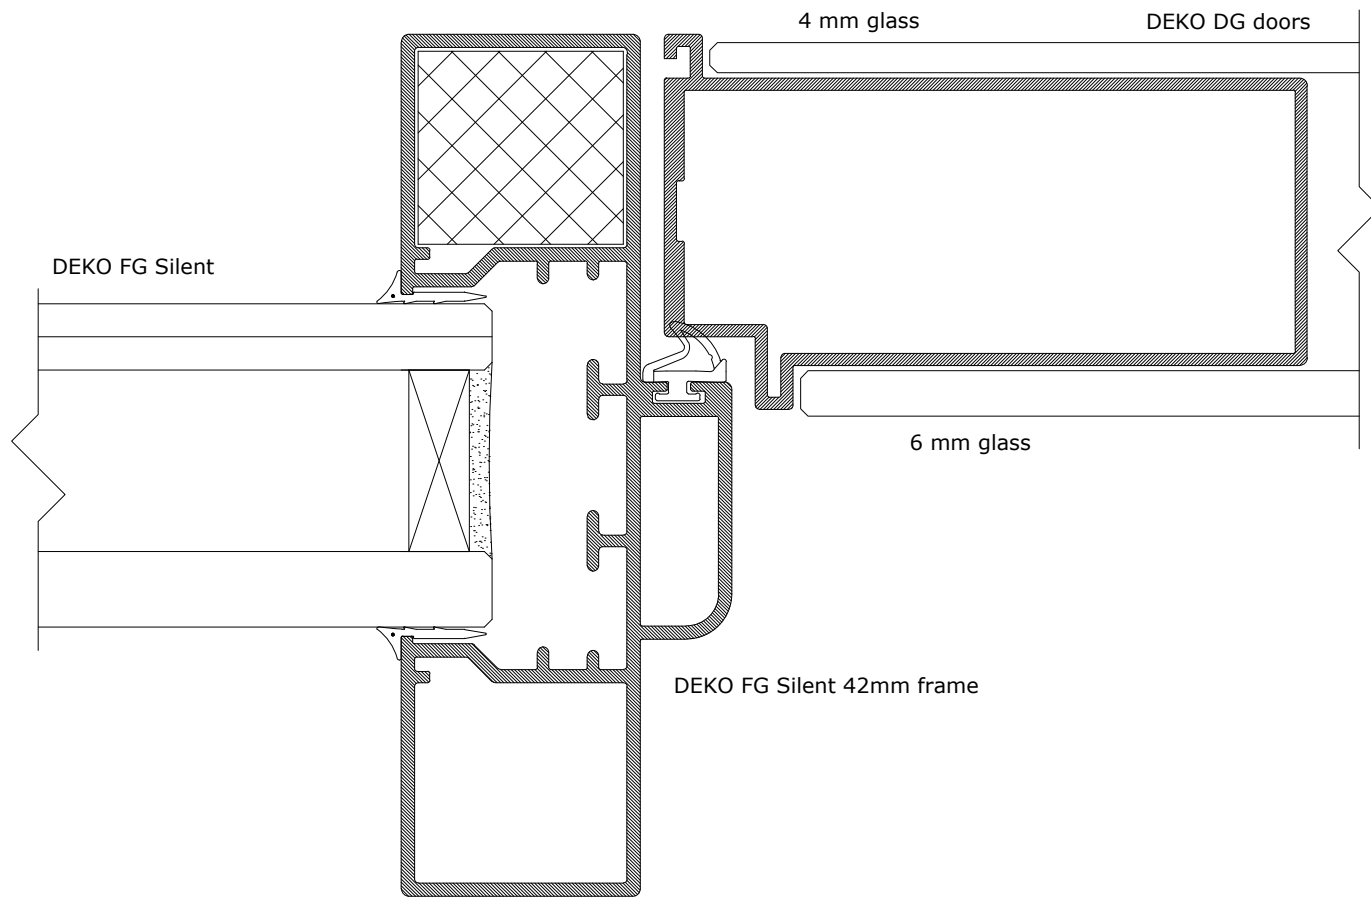 4 mm glass
DEKO DG doors
DEKO FG Silent
6 mm glass
DEKO FG Silent 42mm frame